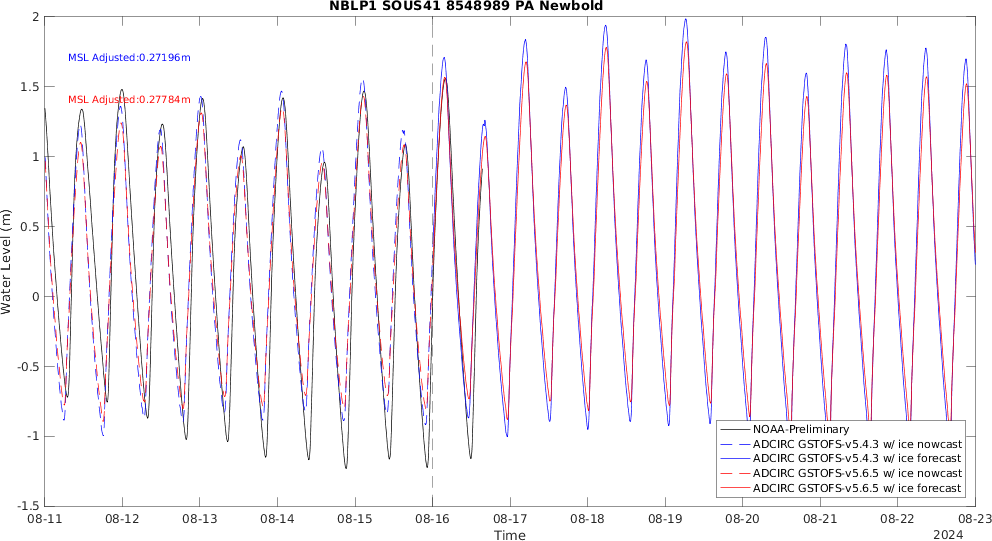 NBLP1 SOUS41 8548989 PA Newbold
MSL Adjusted:0.27196m
MSL Adjusted:0.27784m
Water Level (m)
2
1.5
1
0.5
0
-0.5
-1
-1.5
NOAA-Preliminary
ADCIRC GSTOFS-v5.4.3 w/ ice nowcast
ADCIRC GSTOFS-v5.4.3 w/ ice forecast
ADCIRC GSTOFS-v5.6.5 w/ ice nowcast
ADCIRC GSTOFS-v5.6.5 w/ ice forecast
08-11 08-12 08-13 08-14 08-15 08-16 08-17 08-18 08-19 08-20 08-21 08-22 08-23
Time
2024